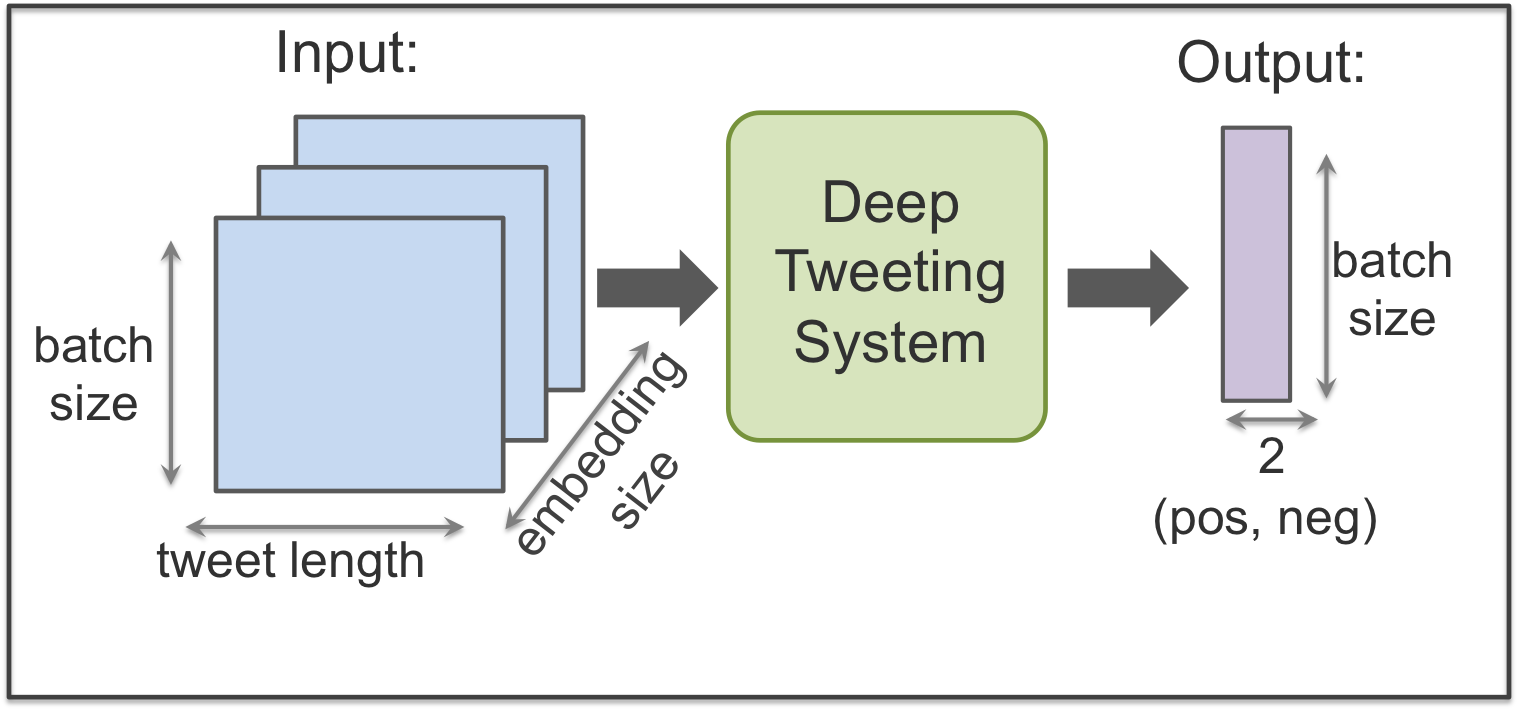 Input:
batch
size
tweet length
embedding
size
Deep
Tweeting
System
Output:
batch
size
2
(pos, neg)